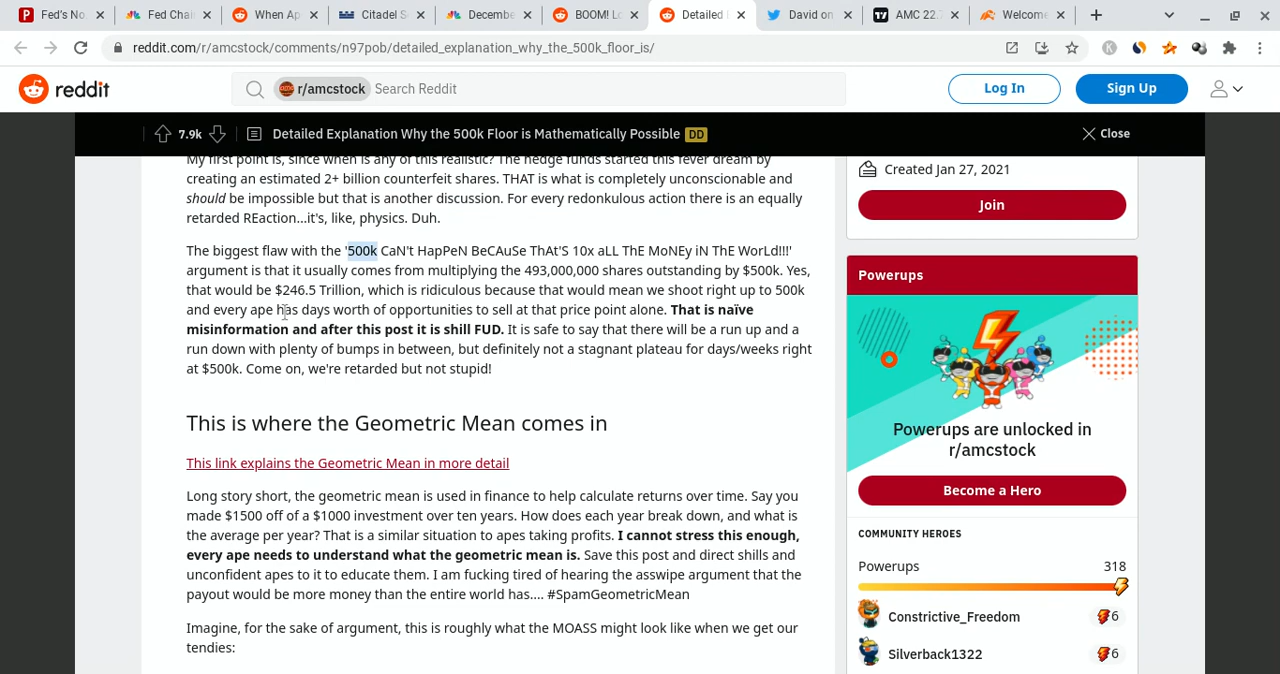 Fed's No.
Fed Chai
When Ap
Citadel S
Decembe
BOOM! Lo
Detailed
David on
AMC 22.
Welcome
reddit.com/r/amcstock/comments/n97pob/detailed_explanation_why_the_500k_floor_is/
reddit
r/amcstock
Search Reddit
Log In
Sign Up
7.9k
Detailed Explanation Why the 500k Floor is Mathematically Possible
DD
Close
My first point is, since when is any of this realistic? The hedge funds started this fever dream by
creating an estimated 2+ billion counterfeit shares. THAT is what is completely unconscionable and
should be impossible but that is another discussion. For every redonkulous action there is an equally
retarded REaction...it's, like, physics. Duh.
The biggest flaw with the '500k CaN't HapPeN BeCAuSe ThAt'S 10x aLL ThE MoNEy iN ThE WorLd!!!'
argument is that it usually comes from multiplying the 493,000,000 shares outstanding by $500k. Yes,
that would be $246.5 Trillion, which is ridiculous because that would mean we shoot right up to 500k
and every ape has days worth of opportunities to sell at that price point alone. That is naïve
misinformation and after this post it is shill FUD. It is safe to say that there will be a run up and a
run down with plenty of bumps in between, but definitely not a stagnant plateau for days/weeks right
at $500k. Come on, we're retarded but not stupid!
This is where the Geometric Mean comes in
This link explains the Geometric Mean in more detail
Long story short, the geometric mean is used in finance to help calculate returns over time. Say you
made $1500 off of a $1000 investment over ten years. How does each year break down, and what is
the average per year? That is a similar situation to apes taking profits. I cannot stress this enough,
every ape needs to understand what the geometric mean is. Save this post and direct shills and
unconfident apes to it to educate them. I am fucking tired of hearing the asswipe argument that the
payout would be more money than the entire world has.... #SpamGeometricMean
Imagine, for the sake of argument, this is roughly what the MOASS might look like when we get our
tendies:
Created Jan 27, 2021
Join
Powerups
Powerups are unlocked in
r/amcstock
Become a Hero
COMMUNITY HEROES
Powerups
318
Constrictive_Freedom
6
Silverback1322
6